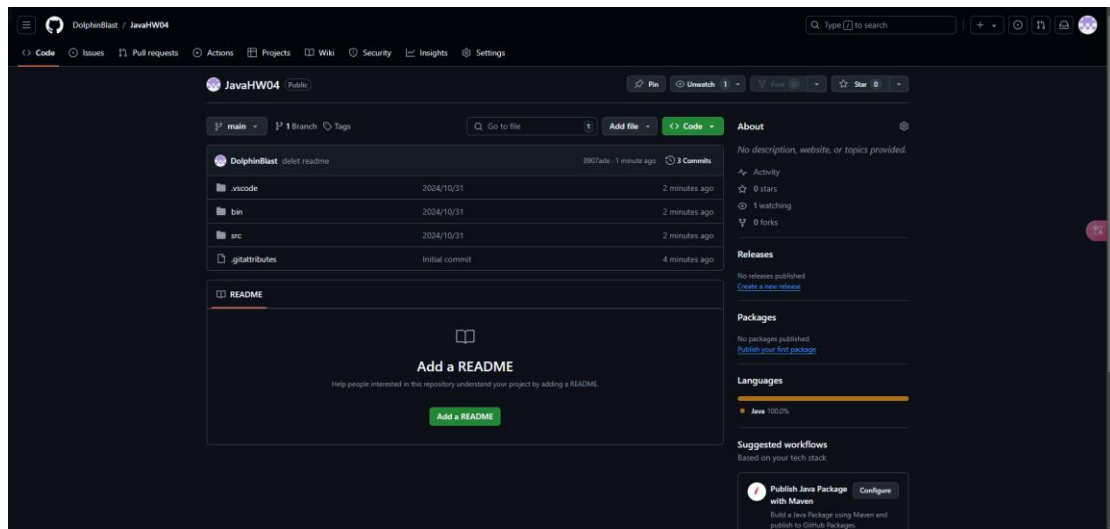 DolphinBlast / JavaHW04
Type / to search
Code Issues Pull requests Actions Projects Wiki Security Insights Settings
JavaHW04 Public
Pin Unwatch 1 Fork 0 Star 0
main 1 Branch Tags Go to file t Add file Code
DolphinBlast delet readme 8907ade · 1 minute ago 3 Commits
.vscode 2024/10/31 2 minutes ago
bin 2024/10/31 2 minutes ago
src 2024/10/31 2 minutes ago
.gitattributes Initial commit 4 minutes ago
README
Add a README
Help people interested in this repository understand your project by adding a README.
Add a README
About
No description, website, or topics provided.
Activity
0 stars
1 watching
0 forks
Releases
No releases published
Create a new release
Packages
No packages published
Publish your first package
Languages
Java 100.0%
Suggested workflows
Based on your tech stack
Publish Java Package with Maven Configure
Build a Java Package using Maven and
publish to GitHub Packages.